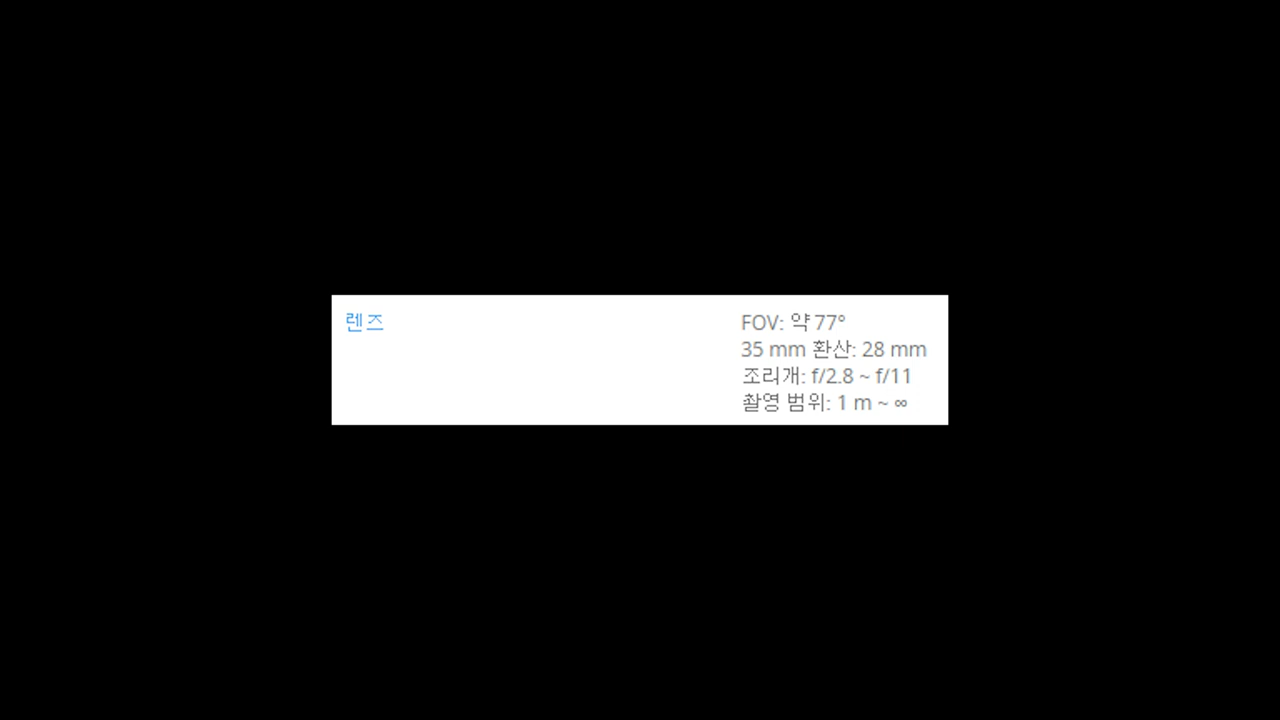 렌즈
FOV: 약 77°
35 mm 환산: 28 mm
조리개: f/2.8 ~ f/11
촬영 범위: 1 m ~ ∞